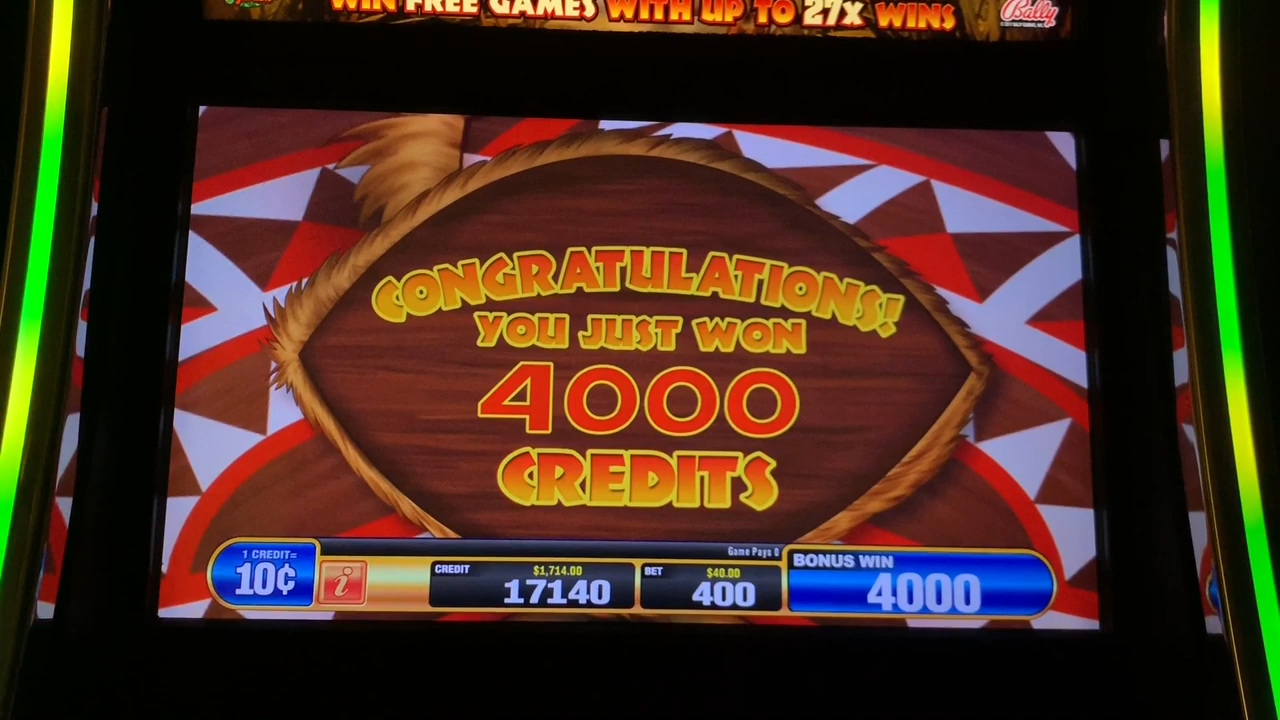 WIN FREE GAMES WITH UP TO 27X WINS
Bally
CONGRATULATIONS!
YOU JUST WON
4000
CREDITS
Game Pays 0
1 CREDIT=
10¢
i
CREDIT $1,714.00
17140
BET $40.00
400
BONUS WIN
4000